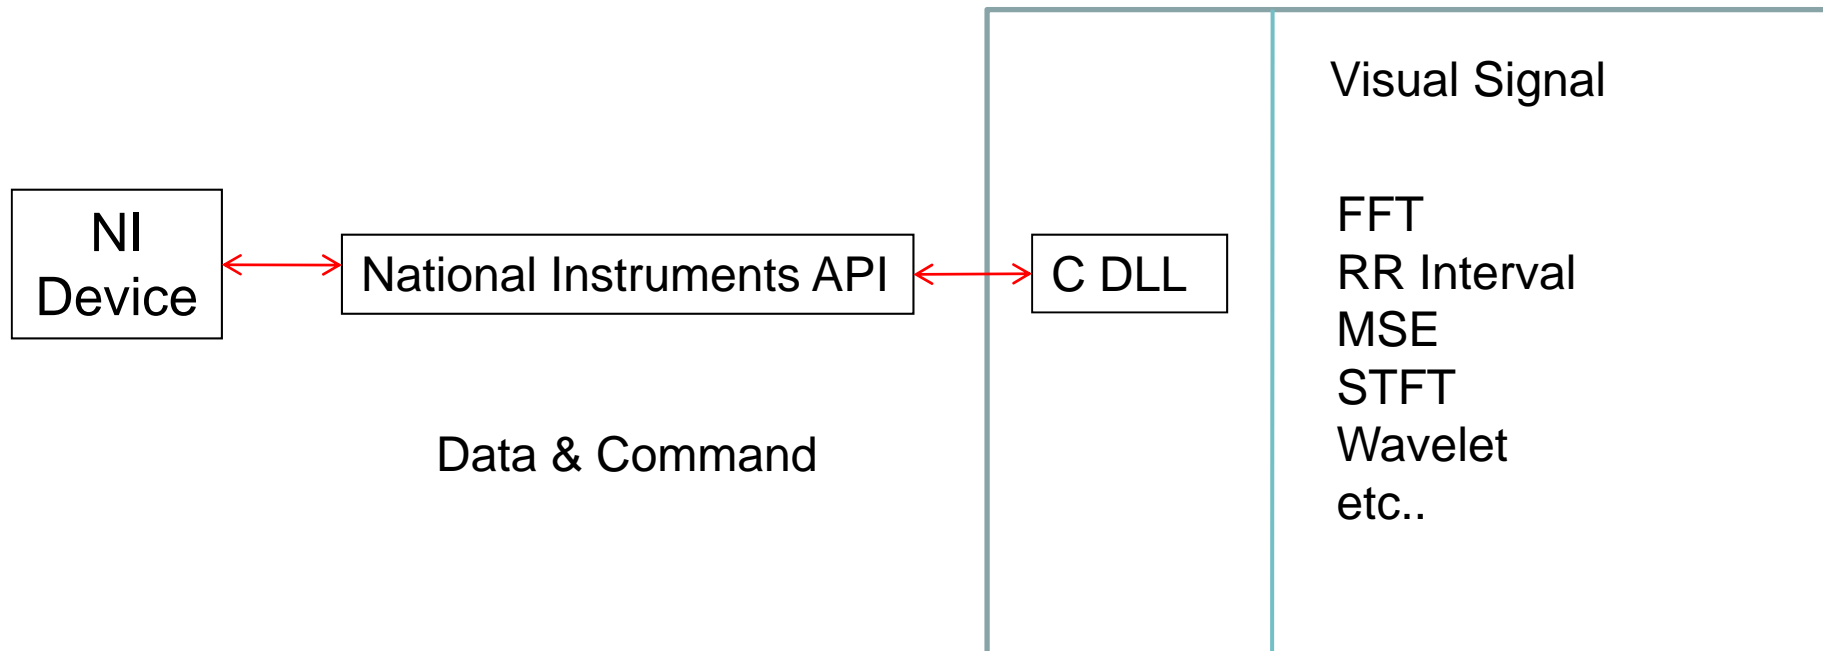 NI
Device
National Instruments API
Data & Command
C DLL
Visual Signal
FFT
RR Interval
MSE
STFT
Wavelet
etc..